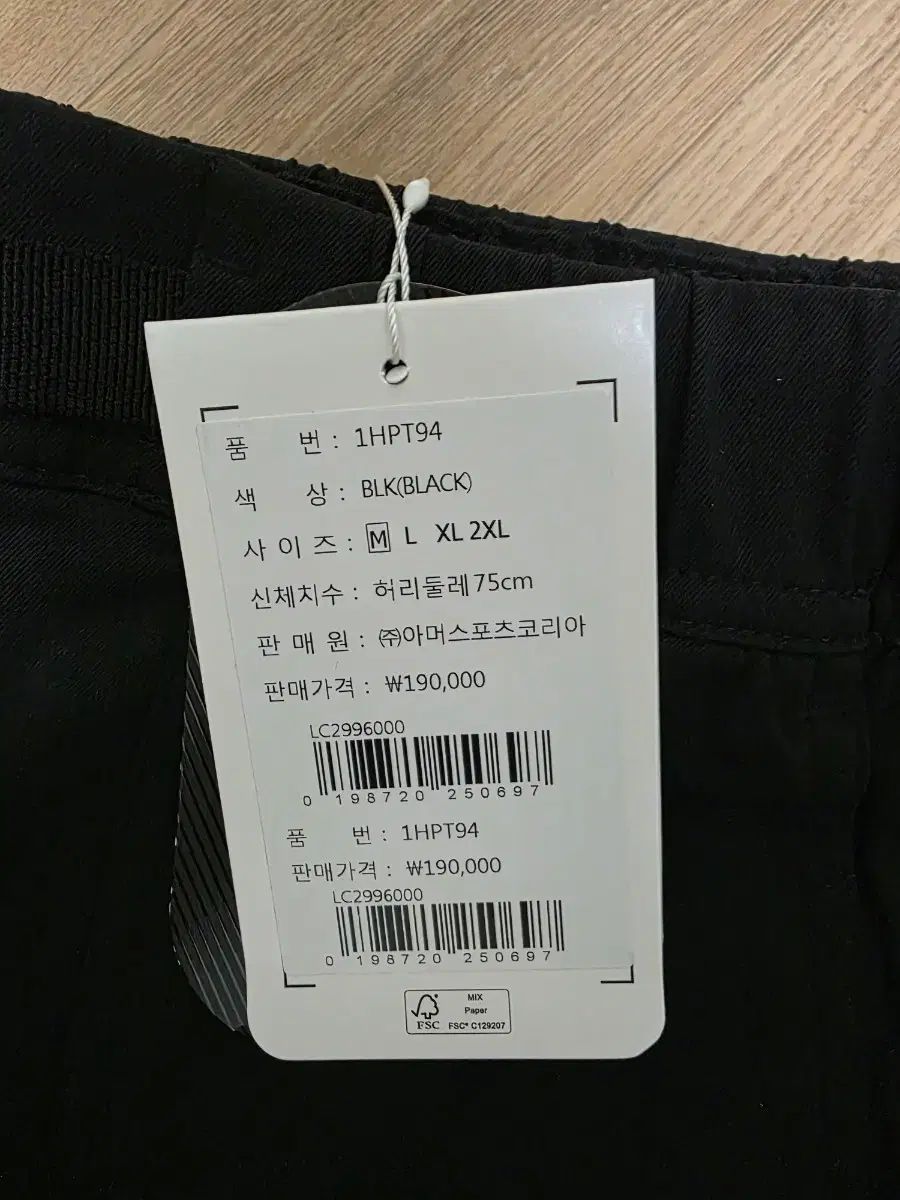 품 번 : 1HPT94
색 상 : BLK(BLACK)
사 이 즈 : M L XL 2XL
신체치수 : 허리둘레 75cm
판 매 원 : ㈜아머스포츠코리아
판매가격 : ₩190,000
LC2996000
0 198720 250697
품 번 : 1HPT94
판매가격 : ₩190,000
LC2996000
0 198720 250697
FSC
MIX
Paper
FSC® C129207